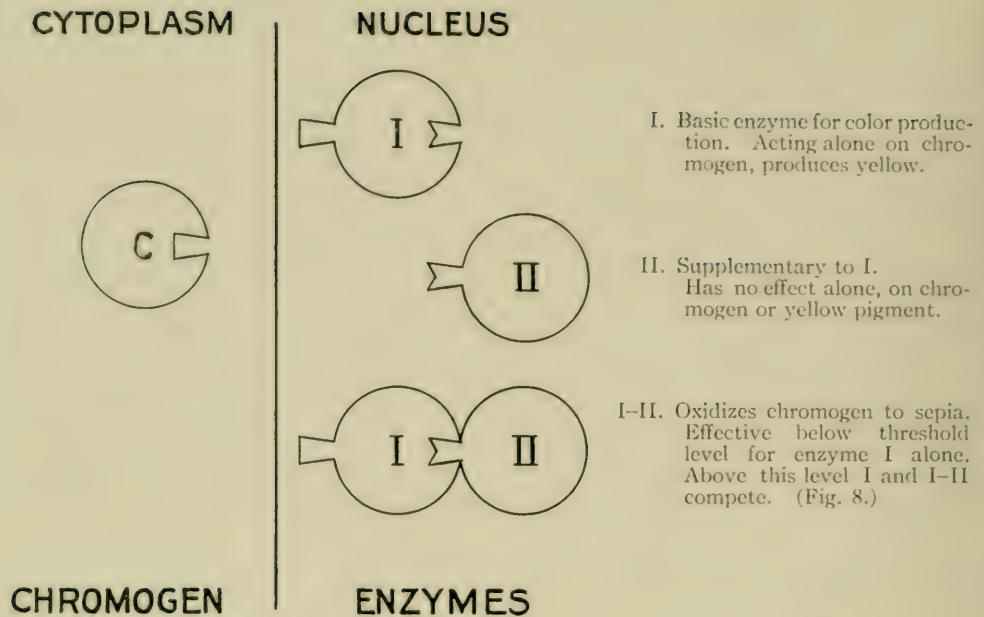 CYTOPLASM
NUCLEUS
I
I. Basic enzyme for color produc-
tion. Acting alone on chro-
mogen, produces yellow.
C
II
II. Supplementary to I.
Has no effect alone, on chro-
mogen or yellow pigment.
I
II
I–II. Oxidizes chromogen to sepia.
Effective below threshold
level for enzyme I alone.
Above this level I and I–II
compete. (Fig. 8.)
CHROMOGEN
ENZYMES